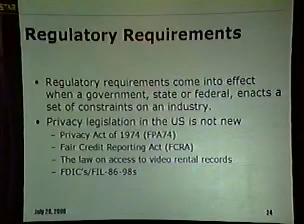 STAR
Regulatory Requirements
• Regulatory requirements come into effect
when a government, state or federal, enacts a
set of constraints on an industry.
• Privacy legislation in the US is not new
– Privacy Act of 1974 (FPA74)
– Fair Credit Reporting Act (FCRA)
– The law on access to video rental records
– FDIC's/FIL-86-98s
July 28, 2000
24